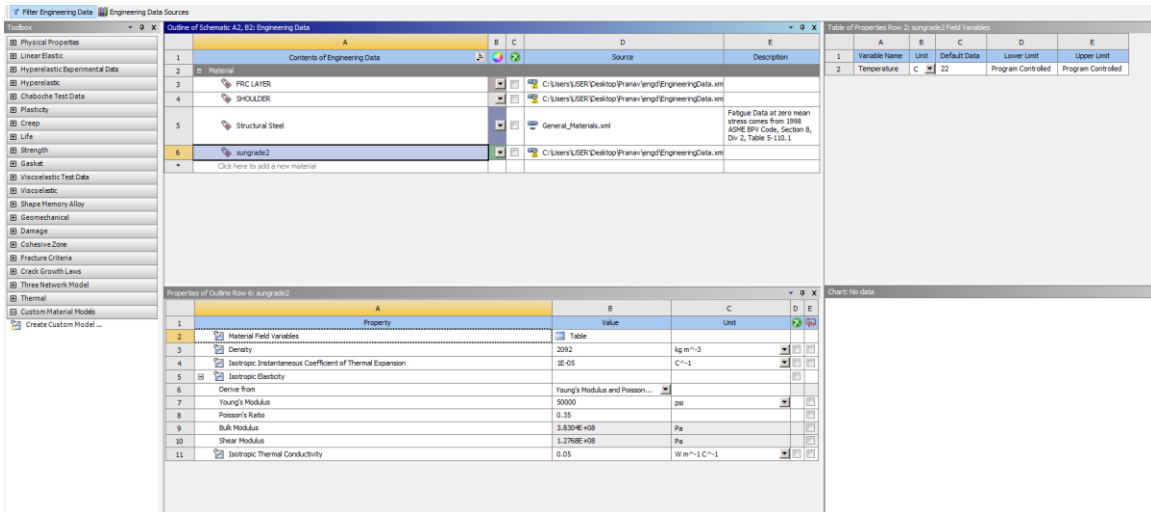 Filter Engineering Data Engineering Data Sources
Toolbox
Physical Properties
Linear Elastic
Hyperelastic Experimental Data
Hyperelastic
Chaboche Test Data
Plasticity
Creep
Life
Strength
Gasket
Viscoelastic Test Data
Viscoelastic
Shape Memory Alloy
Geomechanical
Damage
Cohesive Zone
Fracture Criteria
Crack Growth Laws
Three Network Model
Thermal
Custom Material Models
Create Custom Model ...
Outline of Schematic A2, B2: Engineering Data
A B C D E
1 Contents of Engineering Data Source Description
2 Material
3 FRC LAYER C:\Users\USER\Desktop\Pranav\engd\EngineeringData.xm
4 SHOULDER C:\Users\USER\Desktop\Pranav\engd\EngineeringData.xm
5 Structural Steel General_Materials.xml
Fatigue Data at zero mean
stress comes from 1998
ASME BPV Code, Section 8,
Div 2, Table 5-110.1
6 sungrade2 C:\Users\USER\Desktop\Pranav\engd\EngineeringData.xm
* Click here to add a new material
Properties of Outline Row 6: sungrade2
A B C D E
1 Property Value Unit
2 Material Field Variables Table
3 Density 2092 kg m^-3
4 Isotropic Instantaneous Coefficient of Thermal Expansion 1E-05 C^-1
5 Isotropic Elasticity
6 Derive from Young's Modulus and Poisson...
7 Young's Modulus 50000 psi
8 Poisson's Ratio 0.35
9 Bulk Modulus 3.8304E+08 Pa
10 Shear Modulus 1.2768E+08 Pa
11 Isotropic Thermal Conductivity 0.05 W m^-1 C^-1
Table of Properties Row 2: sungrade2 Field Variables
A B C D E
1 Variable Name Unit Default Data Lower Limit Upper Limit
2 Temperature C 22 Program Controlled Program Controlled
Chart: No data